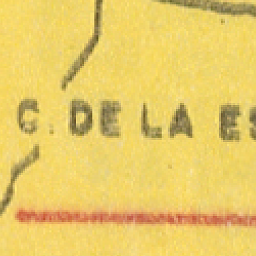 C. DE LA ES